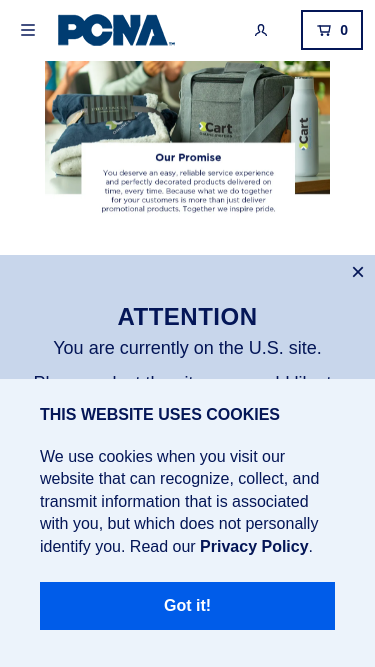 PCNA
0
Cart
Cart
Our Promise
You deserve an easy, reliable service experience
and perfectly decorated products delivered on
time, every time. Because what we do together
for your customers is more than just deliver
promotional products. Together we inspire pride.
ATTENTION
You are currently on the U.S. site.
THIS WEBSITE USES COOKIES
We use cookies when you visit our
website that can recognize, collect, and
transmit information that is associated
with you, but which does not personally
identify you. Read our Privacy Policy.
Got it!